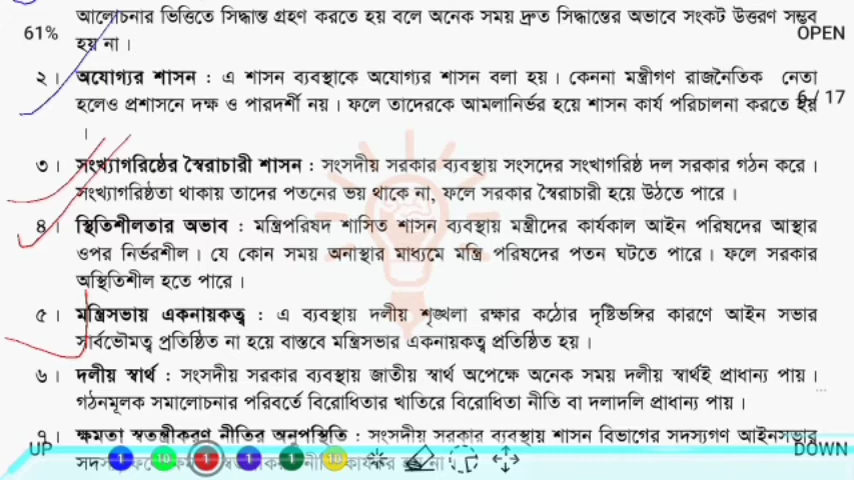 আলোচনার ভিত্তিতে সিদ্ধান্ত গ্রহণ করতে হয় বলে অনেক সময় দ্রুত সিদ্ধান্তের অভাবে সংকট উত্তরণ সম্ভব
61%
OPEN
হয় না।
২। অযোগ্যর শাসন : এ শাসন ব্যবস্থাকে অযোগ্যর শাসন বলা হয়। কেননা মন্ত্রীগণ রাজনৈতিক নেতা
হলেও প্রশাসনে দক্ষ ও পারদর্শী নয়। ফলে তাদেরকে আমলানির্ভর হয়ে শাসন কার্য পরিচালনা করতে হয়
6 / 17
।
৩। সংখ্যাগরিষ্ঠের স্বৈরাচারী শাসন : সংসদীয় সরকার ব্যবস্থায় সংসদের সংখাগরিষ্ঠ দল সরকার গঠন করে।
সংখ্যাগরিষ্ঠতা থাকায় তাদের পতনের ভয় থাকে না, ফলে সরকার স্বৈরাচারী হয়ে উঠতে পারে।
৪। স্থিতিশীলতার অভাব : মন্ত্রিপরিষদ শাসিত শাসন ব্যবস্থায় মন্ত্রীদের কার্যকাল আইন পরিষদের আস্থার
ওপর নির্ভরশীল। যে কোন সময় অনাস্থার মাধ্যমে মন্ত্রি পরিষদের পতন ঘটতে পারে। ফলে সরকার
অস্থিতিশীল হতে পারে।
৫। মন্ত্রিসভায় একনায়কত্ব : এ ব্যবস্থায় দলীয় শৃঙ্খলা রক্ষার কঠোর দৃষ্টিভঙ্গির কারণে আইন সভার
সার্বভৌমত্ব প্রতিষ্ঠিত না হয়ে বাস্তবে মন্ত্রিসভার একনায়কত্ব প্রতিষ্ঠিত হয়।
৬। দলীয় স্বার্থ : সংসদীয় সরকার ব্যবস্থায় জাতীয় স্বার্থ অপেক্ষে অনেক সময় দলীয় স্বার্থই প্রাধান্য পায়।
গঠনমূলক সমালোচনার পরিবর্তে বিরোধিতার খাতিরে বিরোধিতা নীতি বা দলাদলি প্রাধান্য পায়।
৭। ক্ষমতা স্বতন্ত্রীকরণ নীতির অনুপস্থিতি : সংসদীয় সরকার ব্যবস্থায় শাসন বিভাগের সদস্যগণ আইনসভার
UP
DOWN
1 10 1 1 1 10